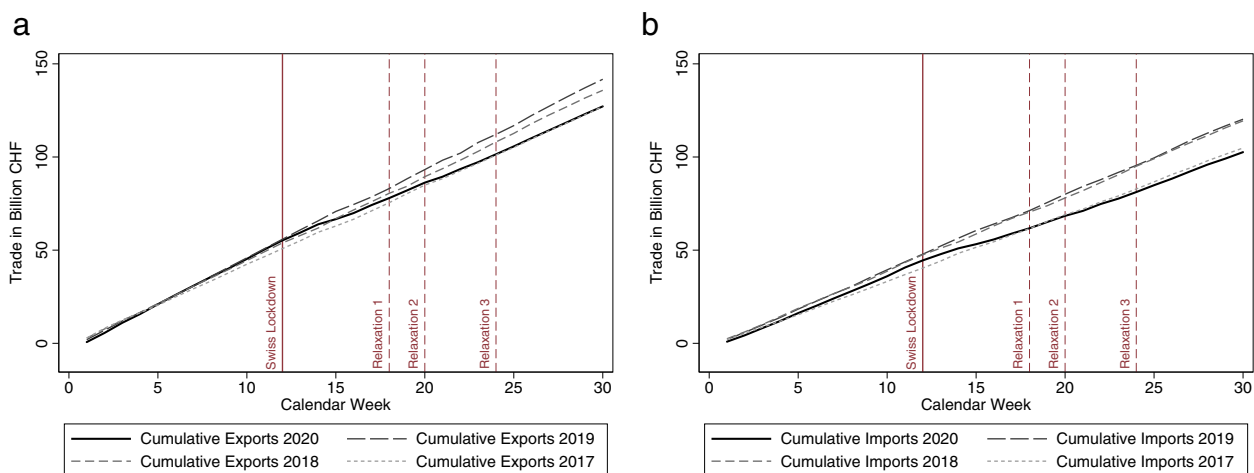 a
Trade in Billion CHF
150
100
50
0
Swiss Lockdown
Relaxation 1
Relaxation 2
Relaxation 3
0 5 10 15 20 25 30
Calendar Week
Cumulative Exports 2020 Cumulative Exports 2019
Cumulative Exports 2018 Cumulative Exports 2017
b
Trade in Billion CHF
150
100
50
0
Swiss Lockdown
Relaxation 1
Relaxation 2
Relaxation 3
0 5 10 15 20 25 30
Calendar Week
Cumulative Imports 2020 Cumulative Imports 2019
Cumulative Imports 2018 Cumulative Imports 2017